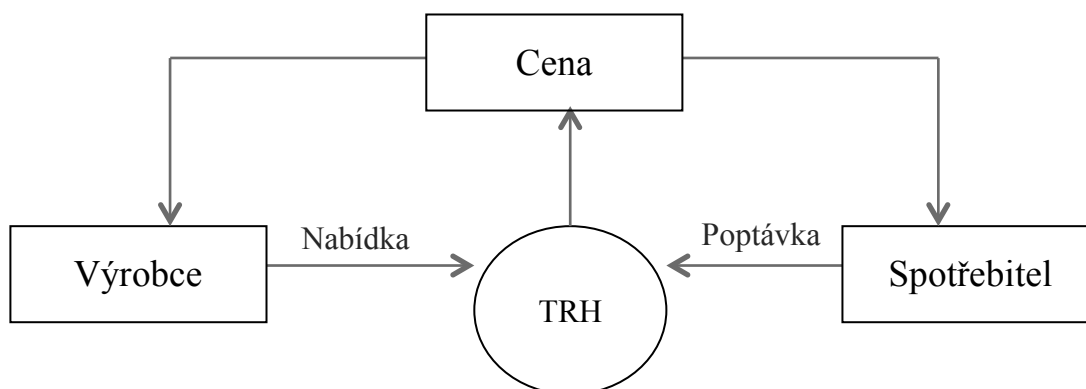 Cena
Nabídka
Poptávka
Výrobce
Spotřebitel
TRH